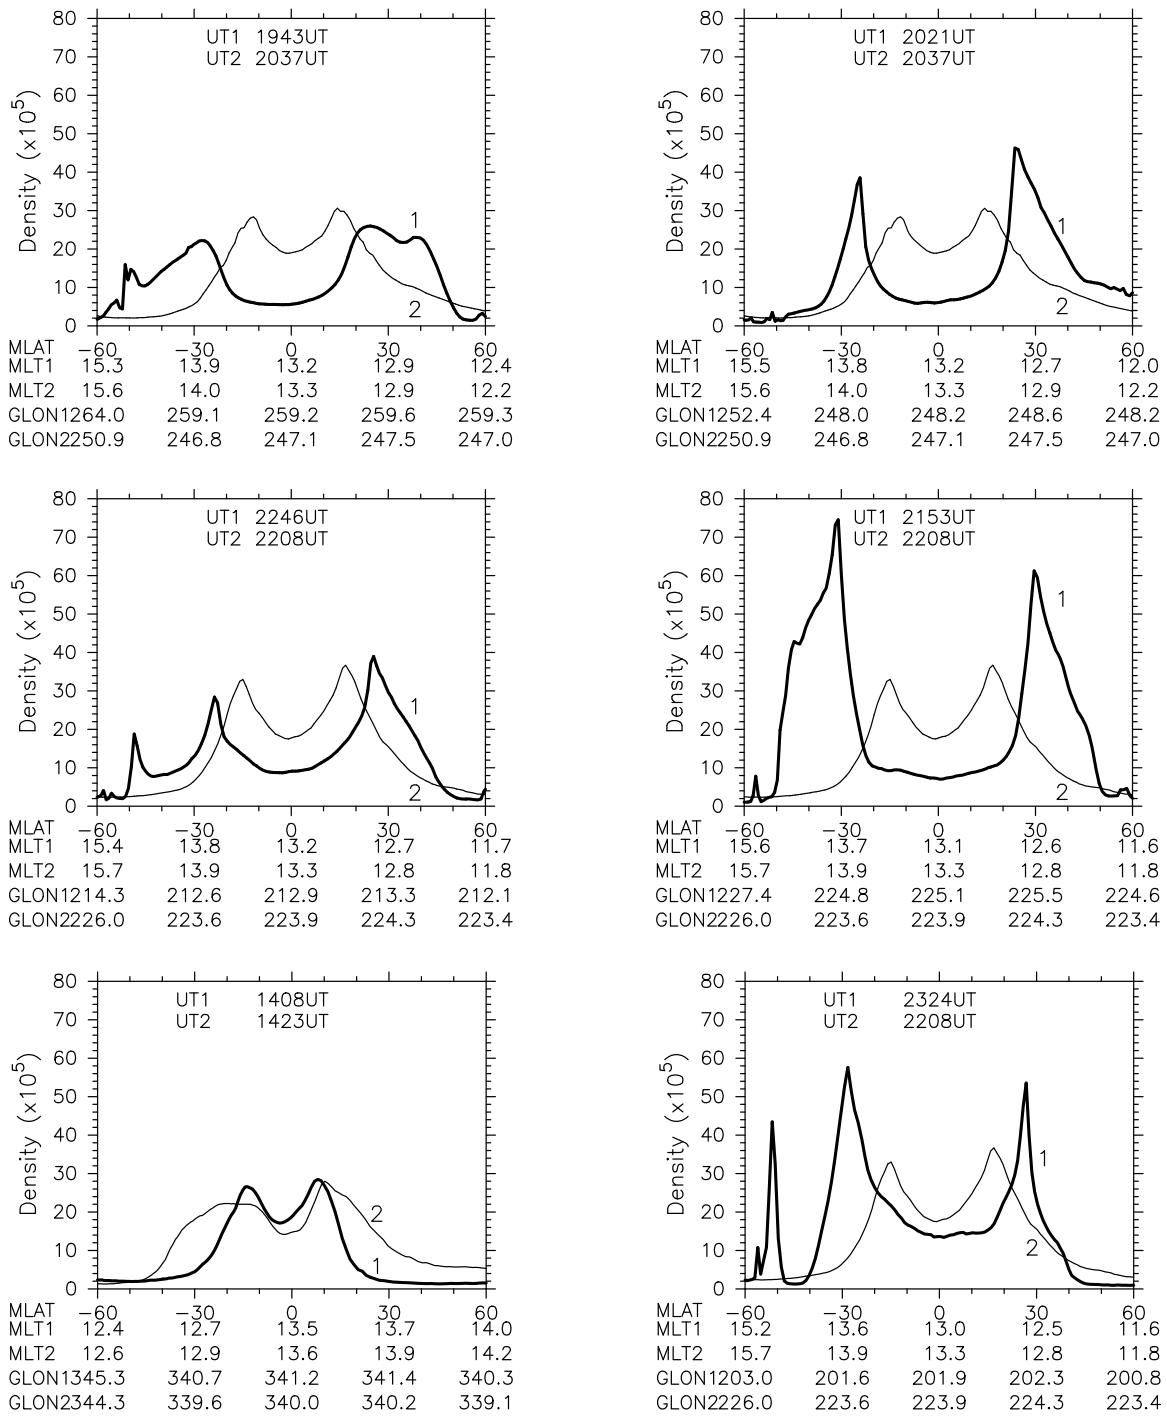 80
70
60
50
40
30
20
10
0
Density (x10^5)
UT1 1943UT
UT2 2037UT
1
2
MLAT −60 −30 0 30 60
MLT1 15.3 13.9 13.2 12.9 12.4
MLT2 15.6 14.0 13.3 12.9 12.2
GLON1264.0 259.1 259.2 259.6 259.3
GLON2250.9 246.8 247.1 247.5 247.0
80
70
60
50
40
30
20
10
0
Density (x10^5)
UT1 2021UT
UT2 2037UT
1
2
MLAT −60 −30 0 30 60
MLT1 15.5 13.8 13.2 12.7 12.0
MLT2 15.6 14.0 13.3 12.9 12.2
GLON1252.4 248.0 248.2 248.6 248.2
GLON2250.9 246.8 247.1 247.5 247.0
80
70
60
50
40
30
20
10
0
Density (x10^5)
UT1 2246UT
UT2 2208UT
1
2
MLAT −60 −30 0 30 60
MLT1 15.4 13.8 13.2 12.7 11.7
MLT2 15.7 13.9 13.3 12.8 11.8
GLON1214.3 212.6 212.9 213.3 212.1
GLON2226.0 223.6 223.9 224.3 223.4
80
70
60
50
40
30
20
10
0
Density (x10^5)
UT1 2153UT
UT2 2208UT
1
2
MLAT −60 −30 0 30 60
MLT1 15.6 13.7 13.1 12.6 11.6
MLT2 15.7 13.9 13.3 12.8 11.8
GLON1227.4 224.8 225.1 225.5 224.6
GLON2226.0 223.6 223.9 224.3 223.4
80
70
60
50
40
30
20
10
0
Density (x10^5)
UT1 1408UT
UT2 1423UT
2
1
MLAT −60 −30 0 30 60
MLT1 12.4 12.7 13.5 13.7 14.0
MLT2 12.6 12.9 13.6 13.9 14.2
GLON1345.3 340.7 341.2 341.4 340.3
GLON2344.3 339.6 340.0 340.2 339.1
80
70
60
50
40
30
20
10
0
Density (x10^5)
UT1 2324UT
UT2 2208UT
1
2
MLAT −60 −30 0 30 60
MLT1 15.2 13.6 13.0 12.5 11.6
MLT2 15.7 13.9 13.3 12.8 11.8
GLON1203.0 201.6 201.9 202.3 200.8
GLON2226.0 223.6 223.9 224.3 223.4